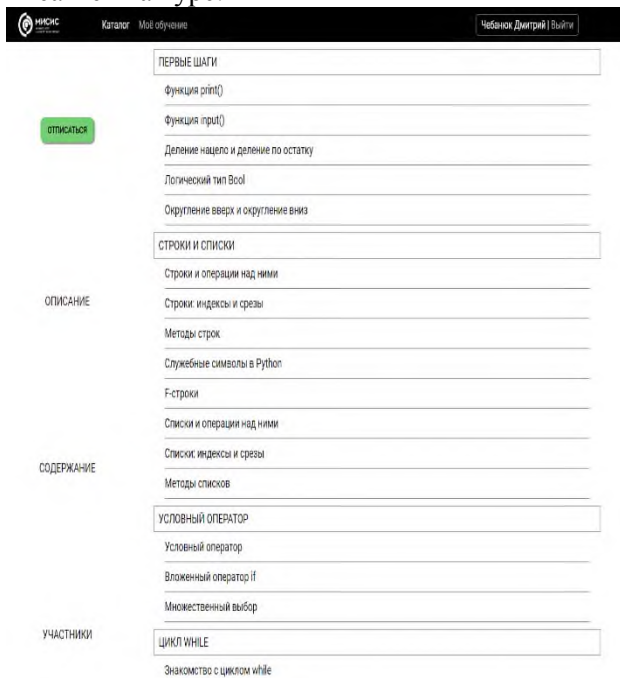 МИСИС
Каталог Моё обучение
Чебанюк Дмитрий | Выйти
ПЕРВЫЕ ШАГИ
Функция print()
Функция input()
ОТПИСАТЬСЯ
Деление нацело и деление по остатку
Логический тип Bool
Округление вверх и округление вниз
СТРОКИ И СПИСКИ
Строки и операции над ними
ОПИСАНИЕ
Строки: индексы и срезы
Методы строк
Служебные символы в Python
F-строки
Списки и операции над ними
Списки: индексы и срезы
СОДЕРЖАНИЕ
Методы списков
УСЛОВНЫЙ ОПЕРАТОР
Условный оператор
Вложенный оператор if
Множественный выбор
УЧАСТНИКИ
ЦИКЛ WHILE
Знакомство с циклом while